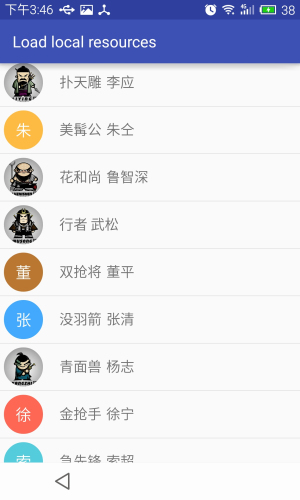 下午3:46
4G
38
Load local resources
扑天雕 李应
朱
美髯公 朱仝
花和尚 鲁智深
行者 武松
董
双抢将 董平
张
没羽箭 张清
青面兽 杨志
徐
金抢手 徐宁
索
急先锋 索超